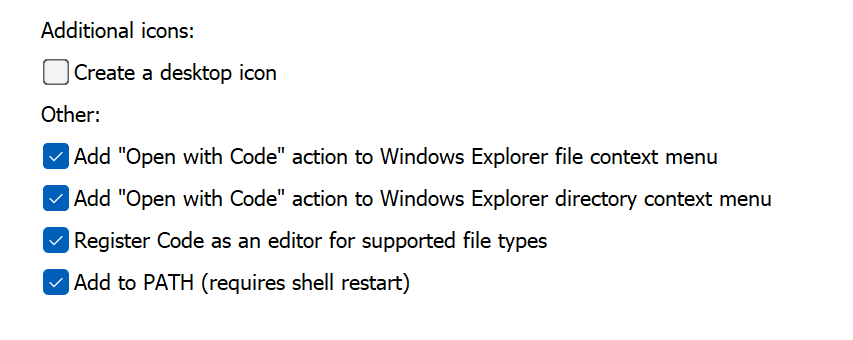 Additional icons:
Create a desktop icon
Other:
Add "Open with Code" action to Windows Explorer file context menu
Add "Open with Code" action to Windows Explorer directory context menu
Register Code as an editor for supported file types
Add to PATH (requires shell restart)